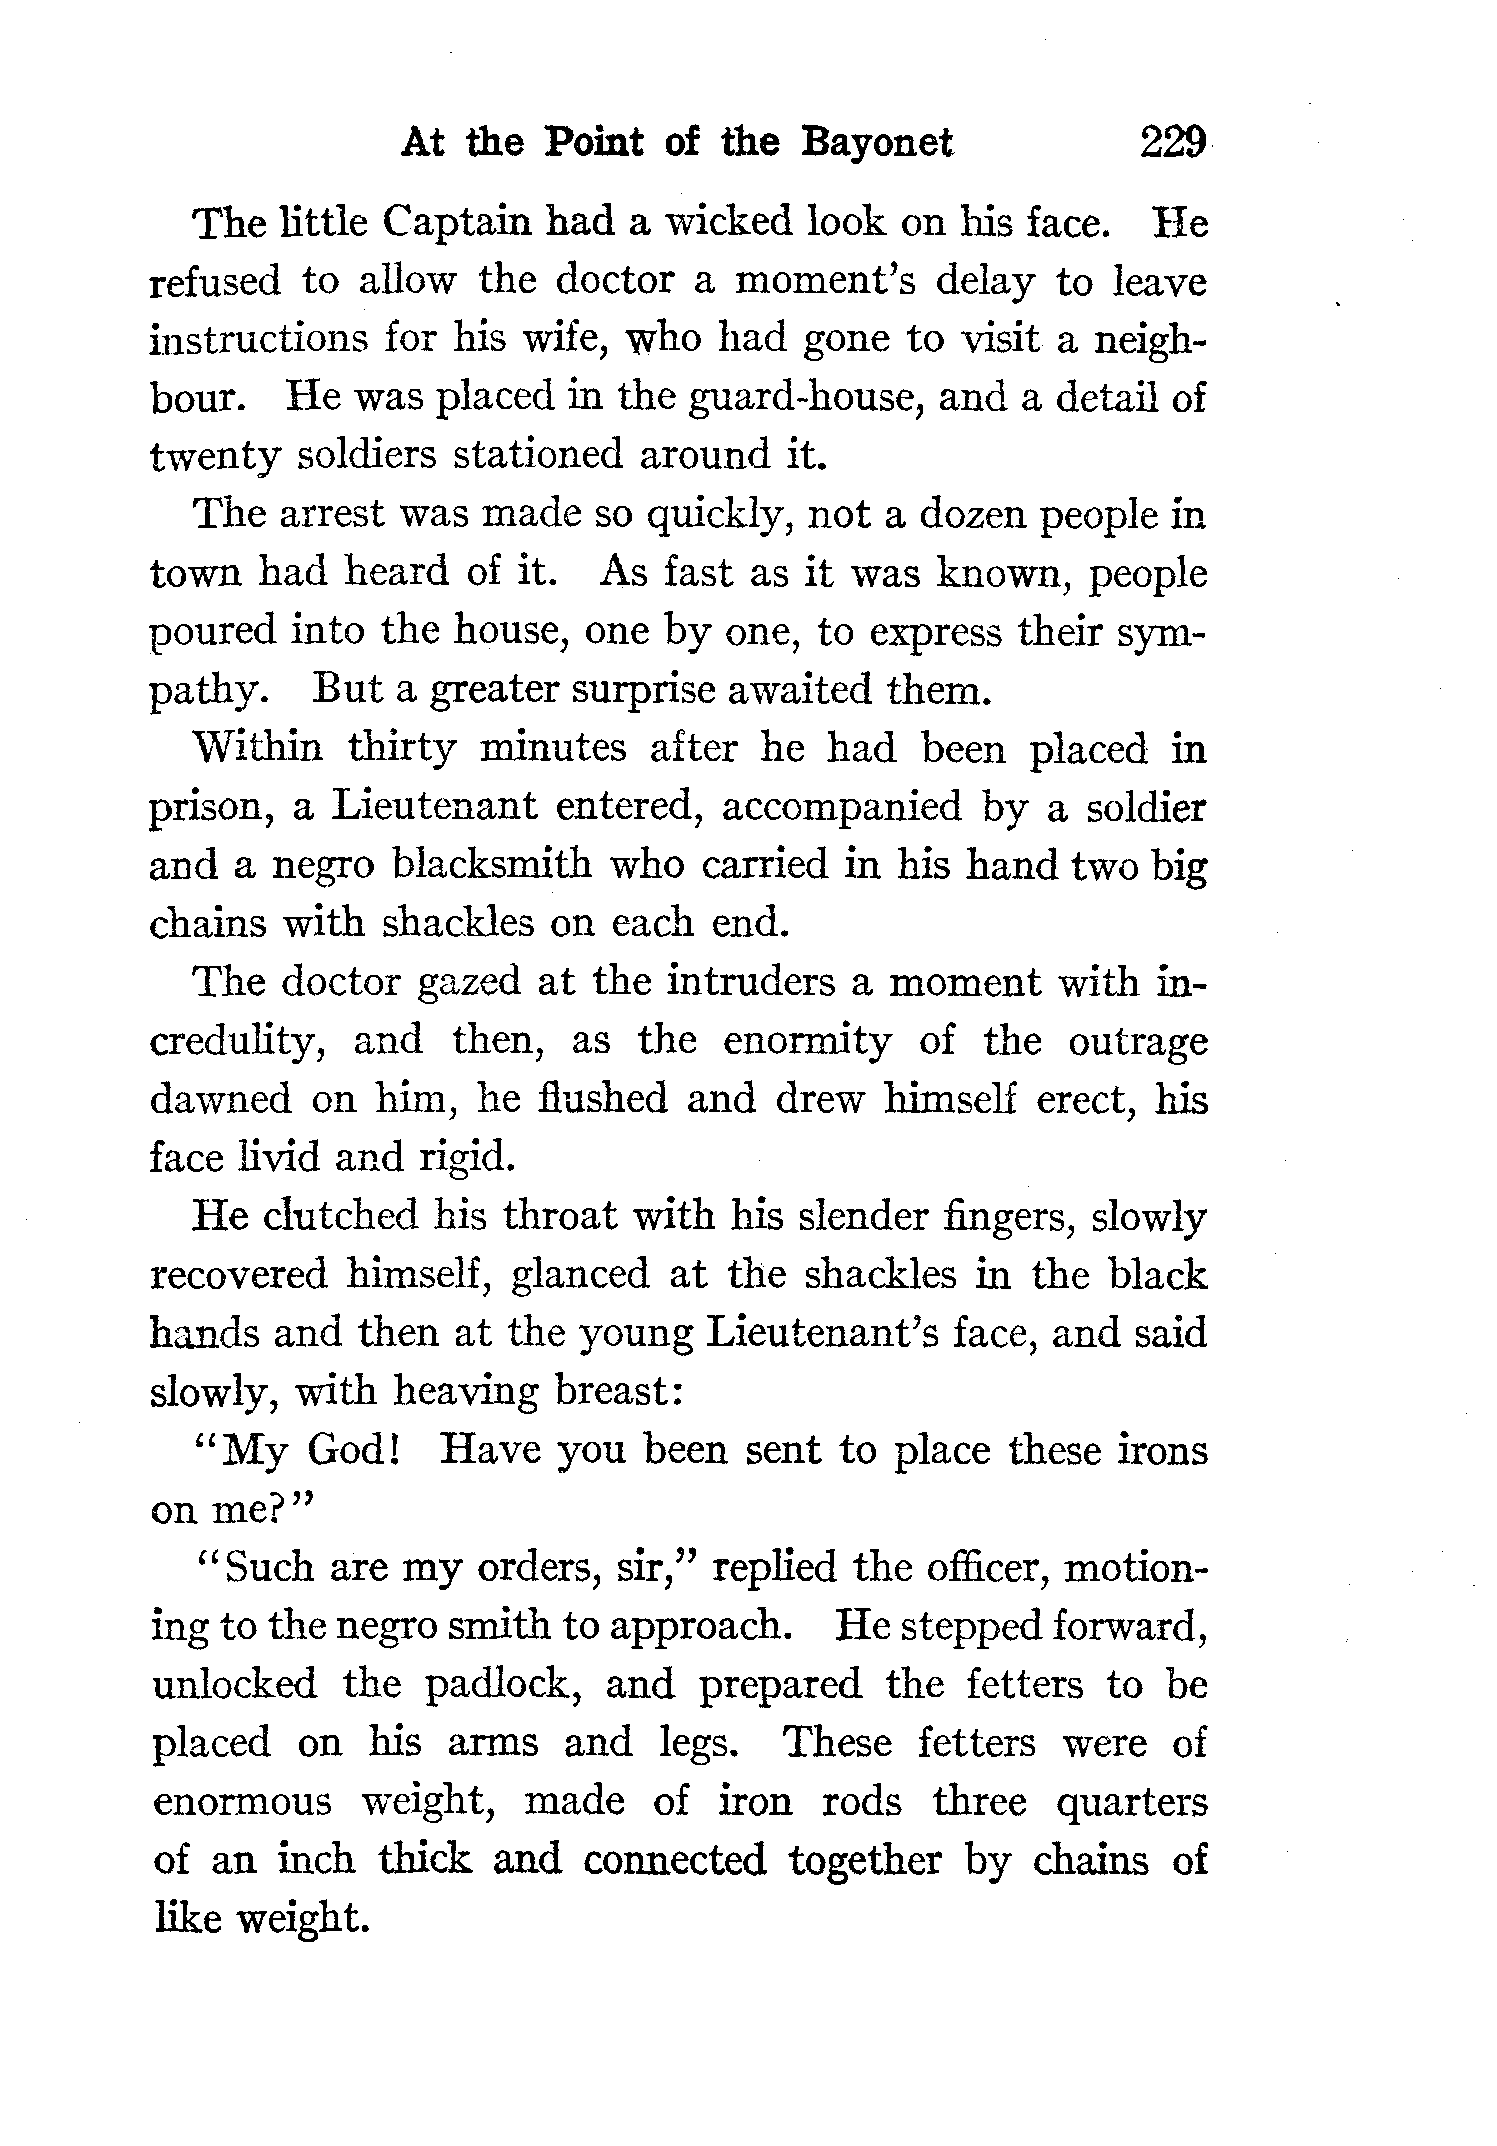 At the Point of the Bayonet 229
The little Captain had a wicked look on his face. He
refused to allow the doctor a moment's delay to leave
instructions for his wife, who had gone to visit a neigh-
bour. He was placed in the guard-house, and a detail of
twenty soldiers stationed around it.
The arrest was made so quickly, not a dozen people in
town had heard of it. As fast as it was known, people
poured into the house, one by one, to express their sym-
pathy. But a greater surprise awaited them.
Within thirty minutes after he had been placed in
prison, a Lieutenant entered, accompanied by a soldier
and a negro blacksmith who carried in his hand two big
chains with shackles on each end.
The doctor gazed at the intruders a moment with in-
credulity, and then, as the enormity of the outrage
dawned on him, he flushed and drew himself erect, his
face livid and rigid.
He clutched his throat with his slender fingers, slowly
recovered himself, glanced at the shackles in the black
hands and then at the young Lieutenant's face, and said
slowly, with heaving breast:
"My God! Have you been sent to place these irons
on me?"
"Such are my orders, sir," replied the officer, motion-
ing to the negro smith to approach. He stepped forward,
unlocked the padlock, and prepared the fetters to be
placed on his arms and legs. These fetters were of
enormous weight, made of iron rods three quarters
of an inch thick and connected together by chains of
like weight.